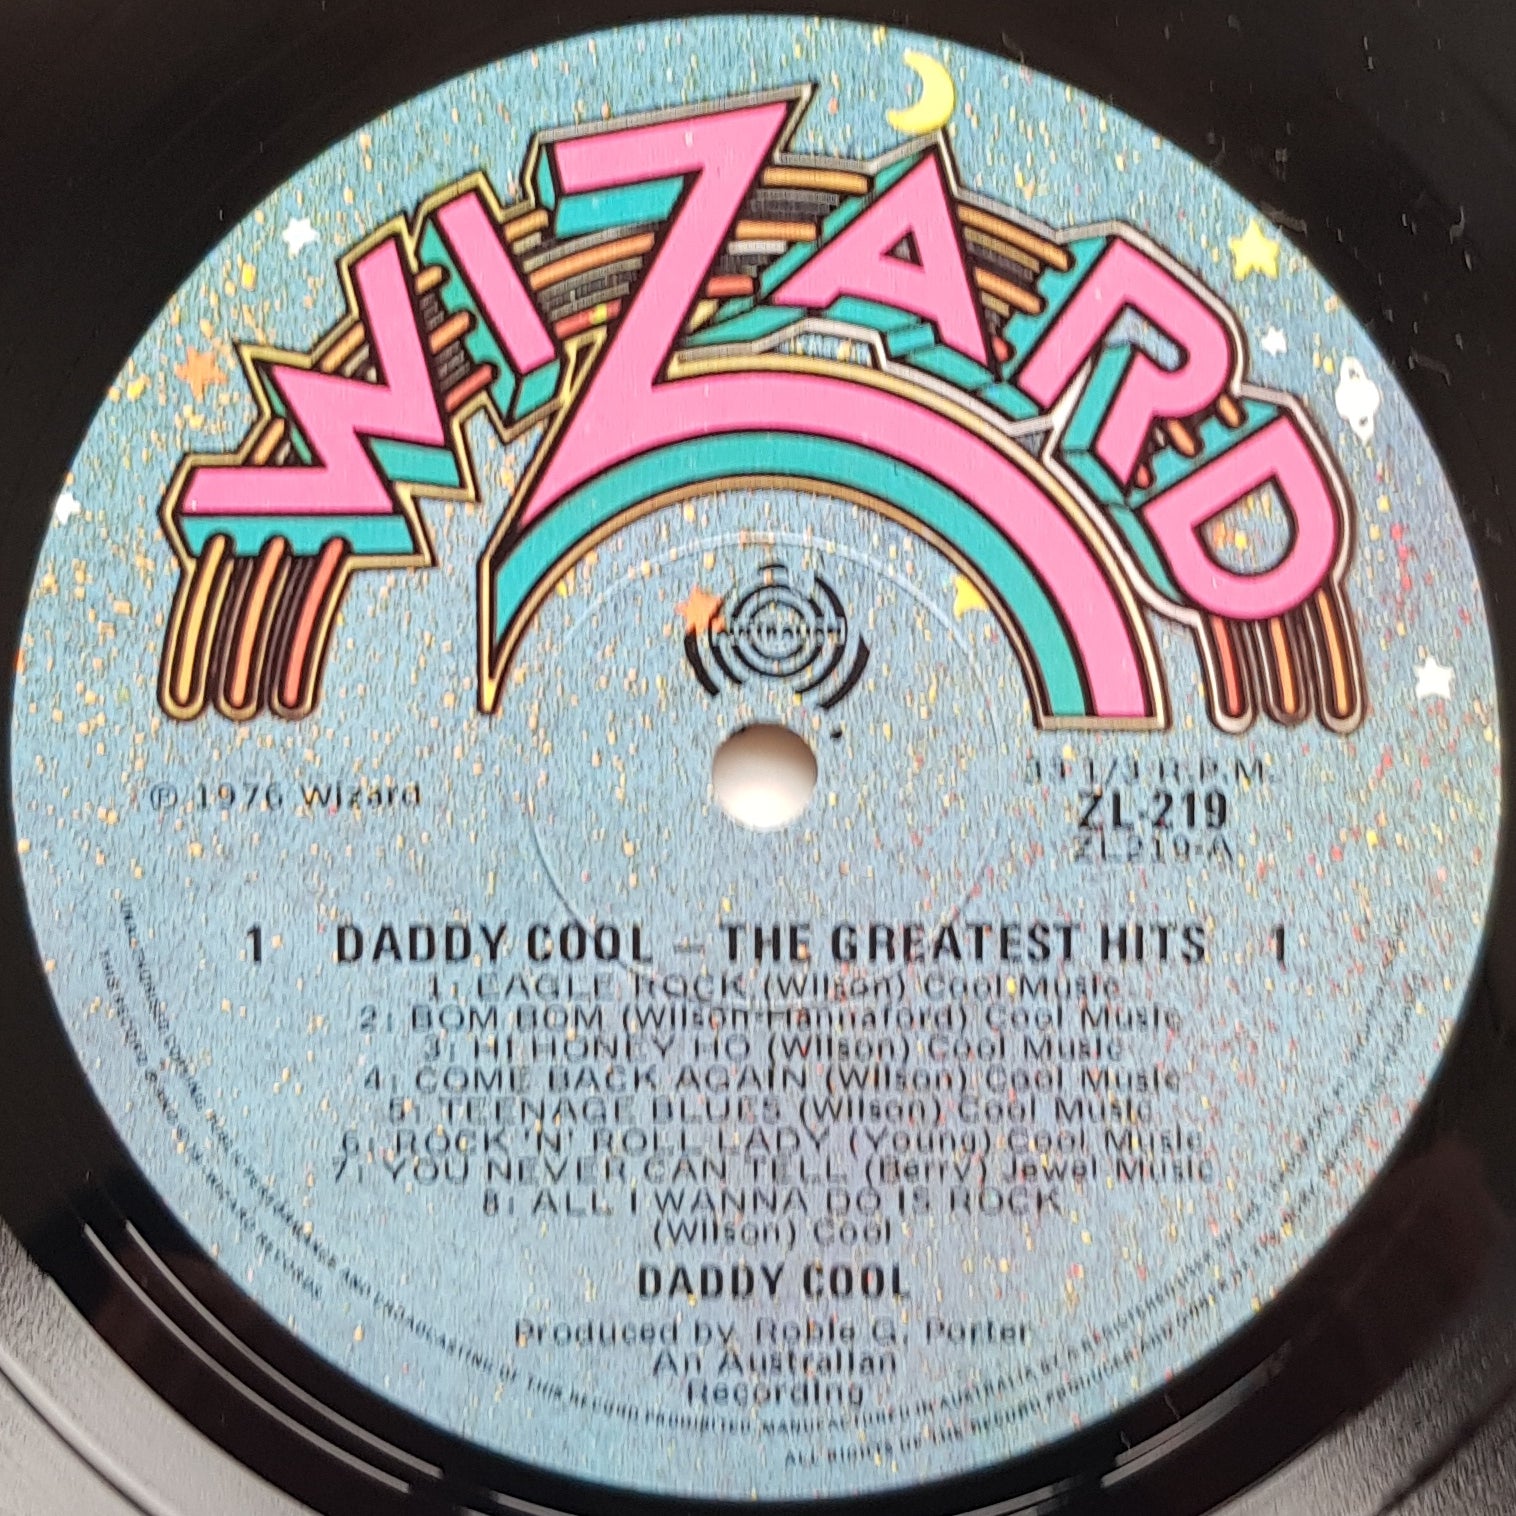 WIZARD
℗ 1976 Wizard
33 1/3 R.P.M.
ZL-219
ZL219-A
1 DADDY COOL – THE GREATEST HITS 1
1: EAGLE ROCK (Wilson) Cool Music
2: BOM BOM (Wilson-Hannaford) Cool Music
3: HI HONEY HO (Wilson) Cool Music
4: COME BACK AGAIN (Wilson) Cool Music
5: TEENAGE BLUES (Wilson) Cool Music
6: ROCK 'N' ROLL LADY (Young) Cool Music
7: YOU NEVER CAN TELL (Berry) Jewel Music
8: ALL I WANNA DO IS ROCK
(Wilson) Cool
DADDY COOL
Produced by Robie G. Porter
An Australian
Recording